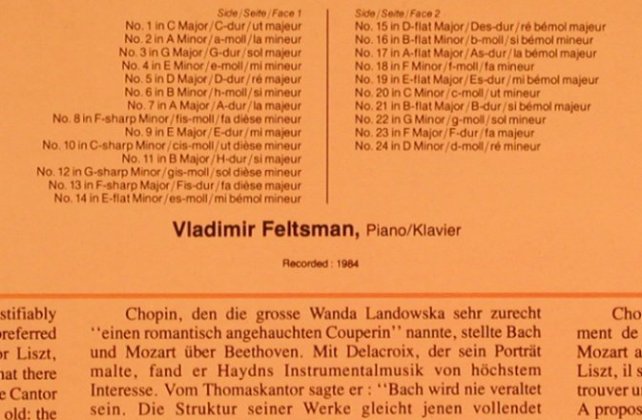 Side/Seite/Face 1
No. 1 in C Major/C-dur/ut majeur
No. 2 in A Minor/a-moll/la mineur
No. 3 in G Major/G-dur/sol majeur
No. 4 in E Minor/e-moll/mi mineur
No. 5 in D Major/D-dur/ré majeur
No. 6 in B Minor/h-moll/si mineur
No. 7 in A Major/A-dur/la majeur
No. 8 in F-sharp Minor/fis-moll/fa dièse mineur
No. 9 in E Major/E-dur/mi majeur
No. 10 in C-sharp Minor/cis-moll/ut dièse mineur
No. 11 in B Major/H-dur/si majeur
No. 12 in G-sharp Minor/gis-moll/sol dièse mineur
No. 13 in F-sharp Major/Fis-dur/fa dièse majeur
No. 14 in E-flat Minor/es-moll/mi bémol mineur
Side/Seite/Face 2
No. 15 in D-flat Major/Des-dur/ré bémol majeur
No. 16 in B-flat Minor/b-moll/si bémol mineur
No. 17 in A-flat Major/As-dur/la bémol majeur
No. 18 in F Minor/f-moll/fa mineur
No. 19 in E-flat Major/Es-dur/mi bémol majeur
No. 20 in C Minor/c-moll/ut mineur
No. 21 in B-flat Major/B-dur/si bémol majeur
No. 22 in G Minor/g-moll/sol mineur
No. 23 in F Major/F-dur/fa majeur
No. 24 in D Minor/d-moll/ré mineur
Vladimir Feltsman, Piano/Klavier
Recorded: 1984
stifiably
preferred
or Liszt,
hat there
e Cantor
old: the
Chopin, den die grosse Wanda Landowska sehr zurecht
"einen romantisch angehauchten Couperin" nannte, stellte Bach
und Mozart über Beethoven. Mit Delacroix, der sein Porträt
malte, fand er Haydns Instrumentalmusik von höchstem
Interesse. Vom Thomaskantor sagte er : "Bach wird nie veraltet
sein. Die Struktur seiner Werke gleicht jenen vollendet
Cho
ment de
Mozart a
Liszt, il s
trouver u
A propos